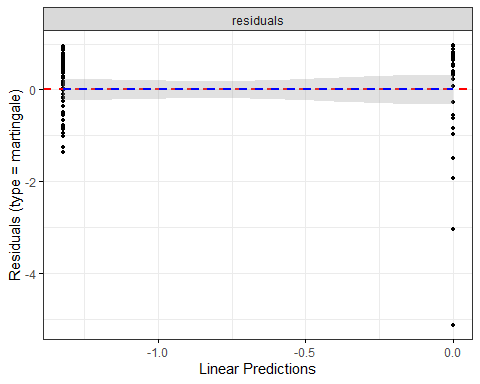 residuals
0
-2
-4
Residuals (type = martingale)
-1.0
-0.5
0.0
Linear Predictions